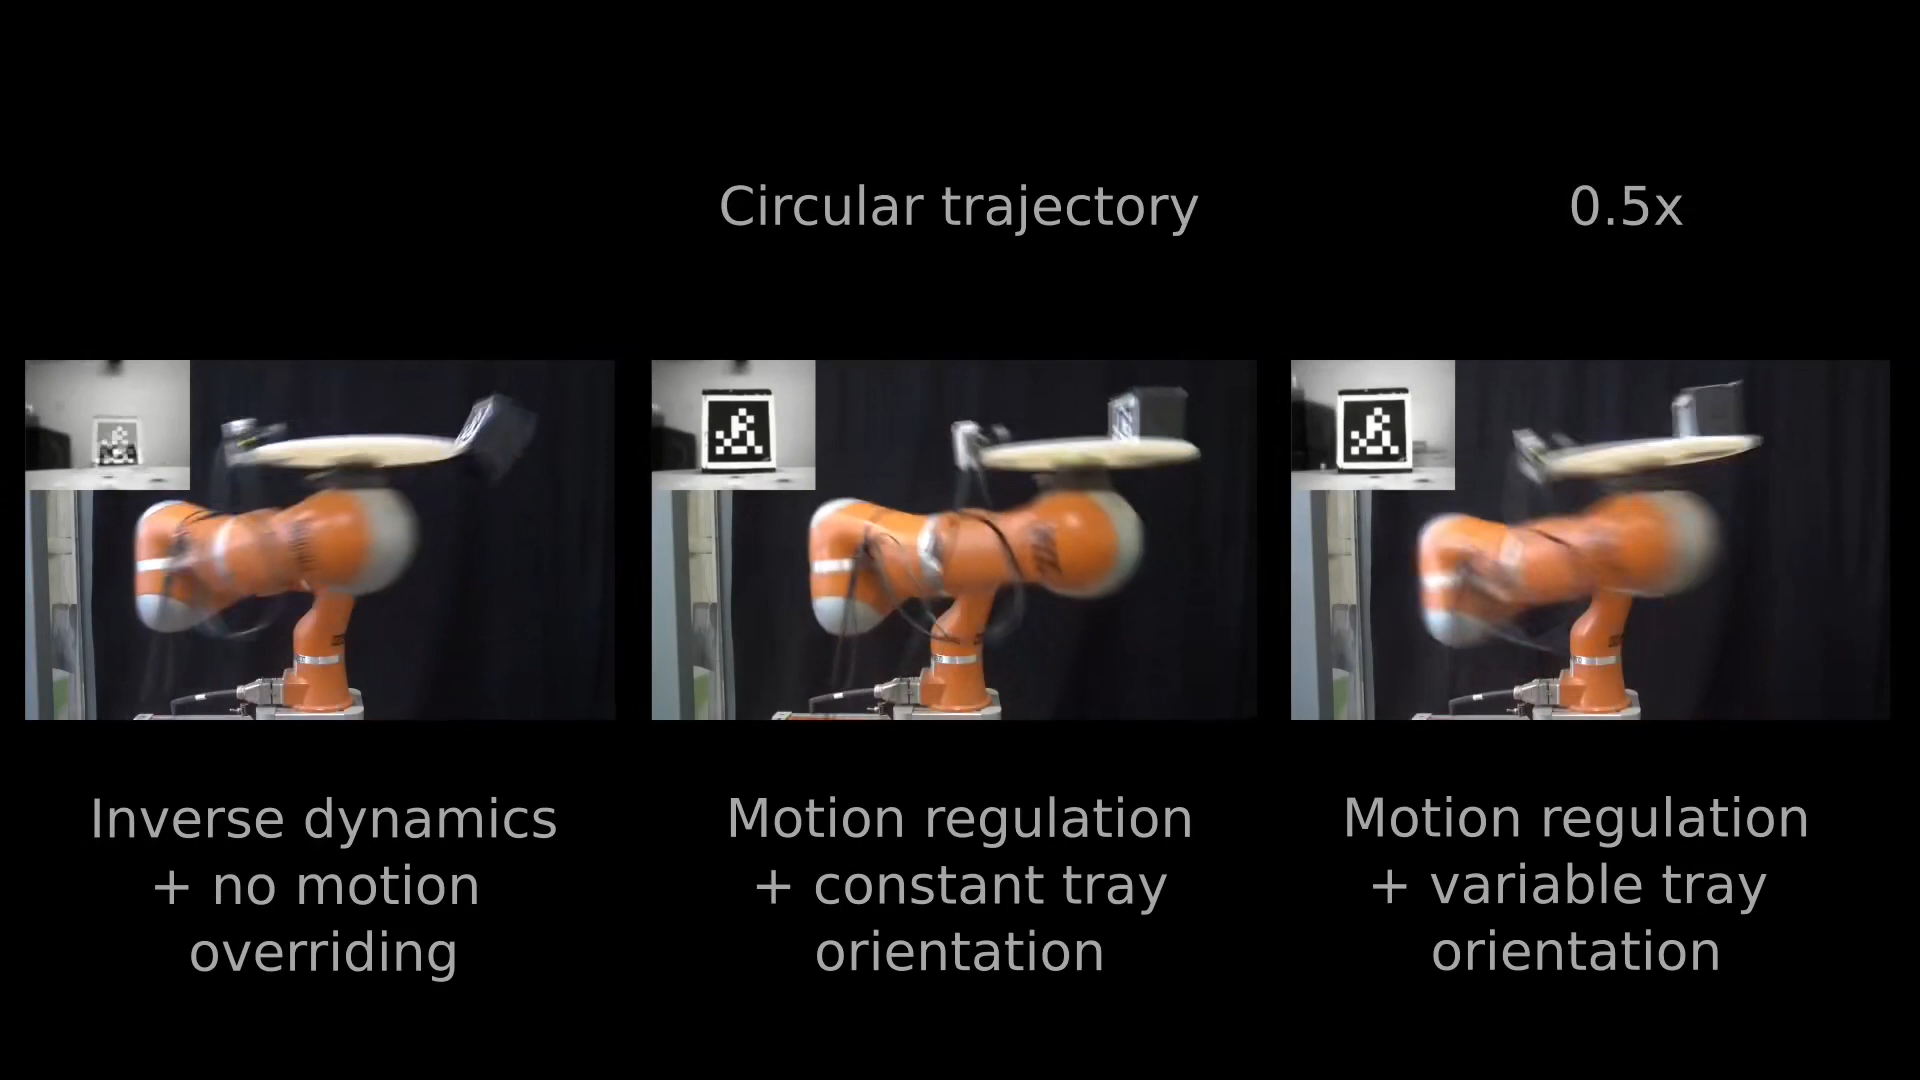 Circular trajectory
0.5x
Inverse dynamics
+ no motion
overriding
Motion regulation
+ constant tray
orientation
Motion regulation
+ variable tray
orientation